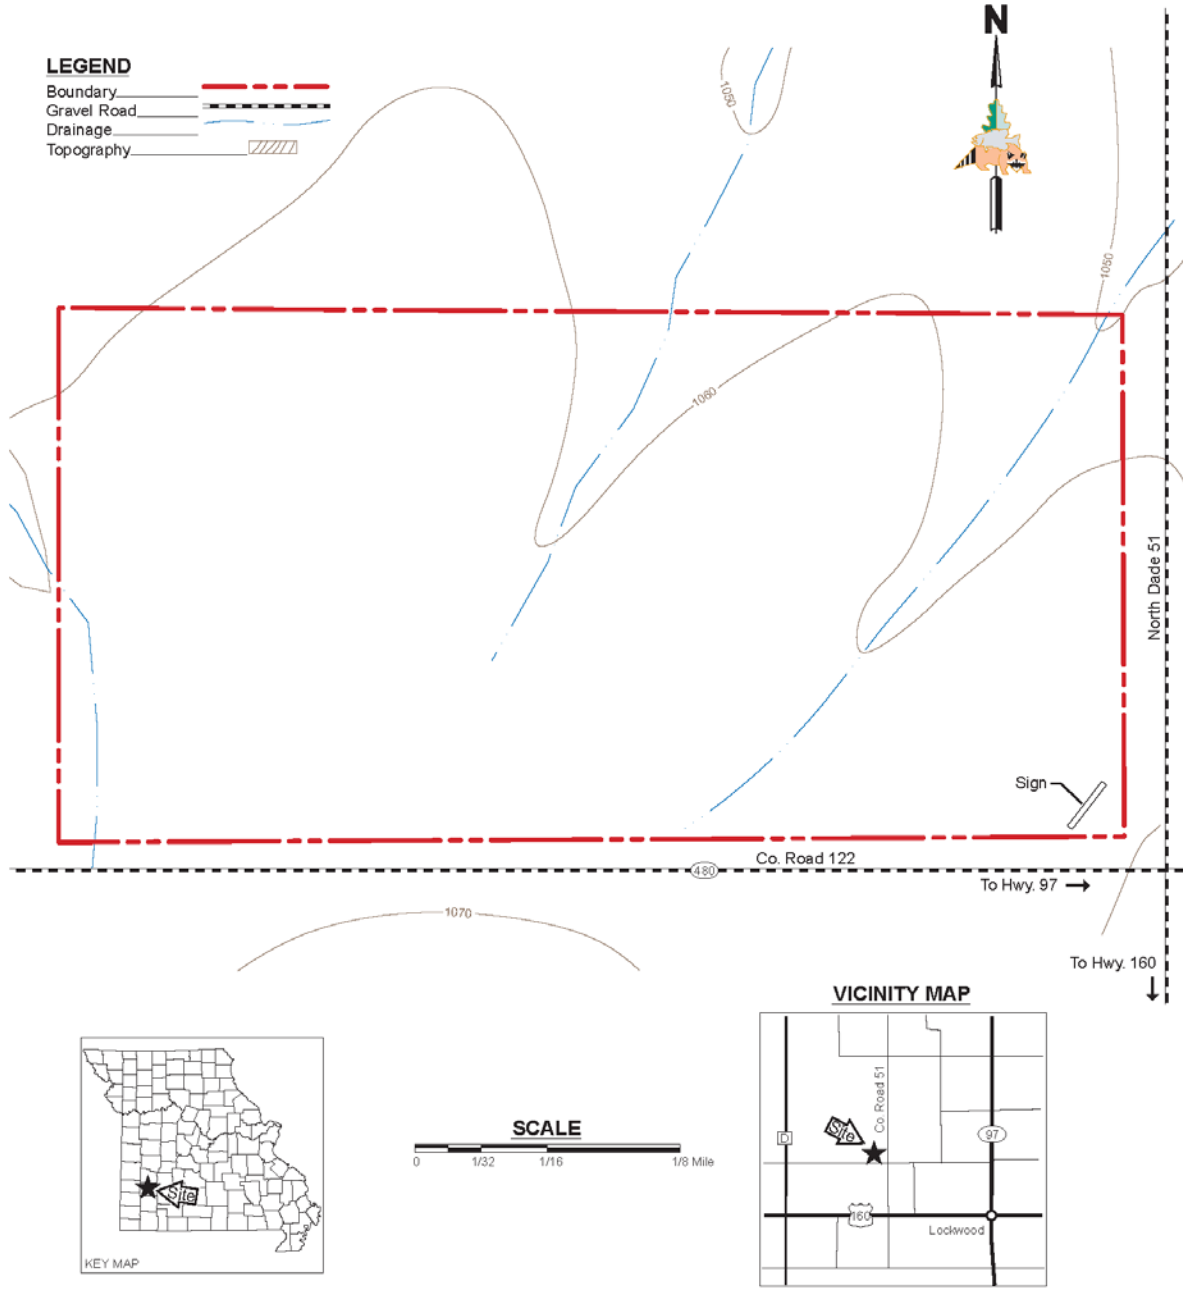 N
LEGEND
Boundary
Gravel Road
Drainage
Topography
1050
1050
1060
North Dade 51
Sign
Co. Road 122
480
To Hwy. 97
1070
To Hwy. 160
VICINITY MAP
Co. Road 51
Site
D
97
160
Lockwood
SCALE
0 1/32 1/16 1/8 Mile
Site
KEY MAP